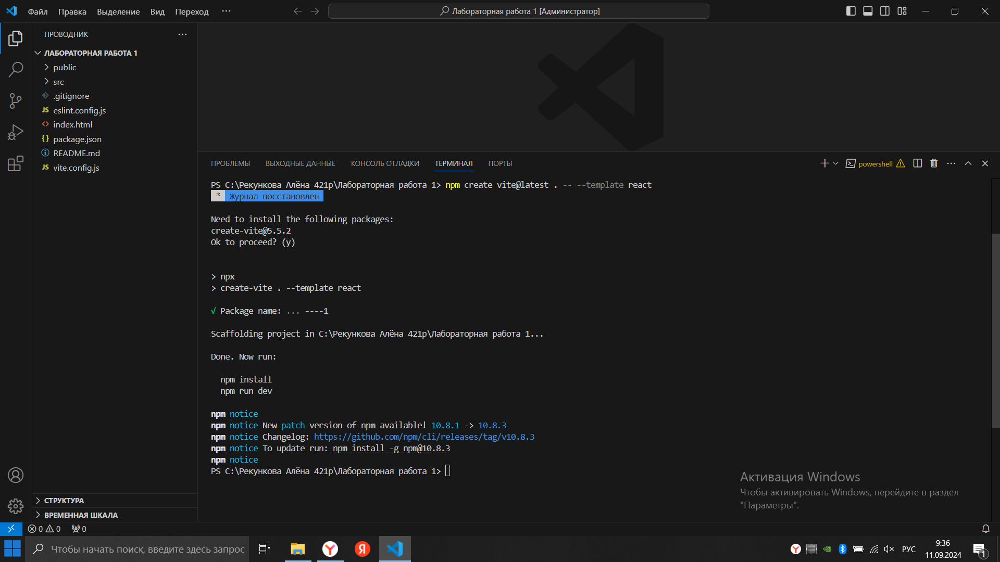 Файл Правка Выделение Вид Переход ···
Лабораторная работа 1 [Администратор]
ПРОВОДНИК
ЛАБОРАТОРНАЯ РАБОТА 1
public
src
.gitignore
JS eslint.config.js
<> index.html
{} package.json
README.md
JS vite.config.js
СТРУКТУРА
ВРЕМЕННАЯ ШКАЛА
ПРОБЛЕМЫ ВЫХОДНЫЕ ДАННЫЕ КОНСОЛЬ ОТЛАДКИ ТЕРМИНАЛ ПОРТЫ
powershell
PS C:\Рекункова Алёна 421р\Лабораторная работа 1> npm create vite@latest . -- --template react
* Журнал восстановлен
Need to install the following packages:
create-vite@5.5.2
Ok to proceed? (y)
> npx
> create-vite . --template react
√ Package name: ... ----1
Scaffolding project in C:\Рекункова Алёна 421р\Лабораторная работа 1...
Done. Now run:
npm install
npm run dev
npm notice
npm notice New patch version of npm available! 10.8.1 -> 10.8.3
npm notice Changelog: https://github.com/npm/cli/releases/tag/v10.8.3
npm notice To update run: npm install -g npm@10.8.3
npm notice
PS C:\Рекункова Алёна 421р\Лабораторная работа 1>
Активация Windows
Чтобы активировать Windows, перейдите в раздел
"Параметры".
0 0 0
Чтобы начать поиск, введите здесь запрос
Я
РУС
9:36
11.09.2024
1